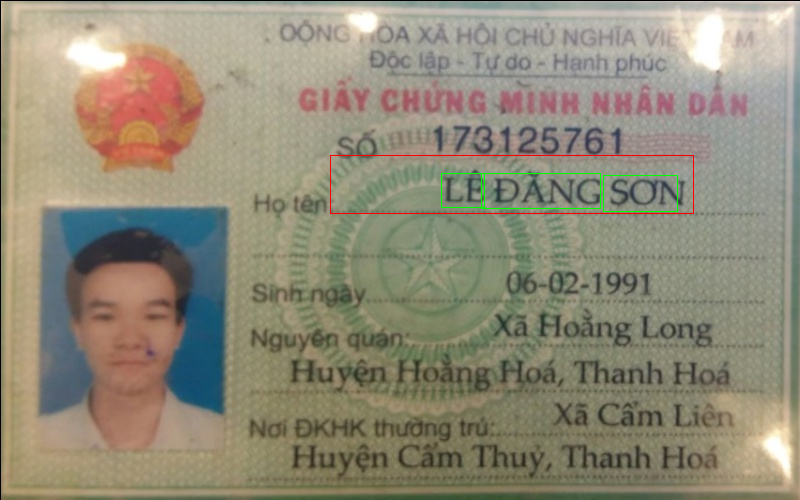 CỘNG HÒA XÃ HỘI CHỦ NGHĨA VIỆT NAM
Độc lập - Tự do - Hạnh phúc
GIẤY CHỨNG MINH NHÂN DÂN
SỐ 173125761
Họ tên LÊ ĐĂNG SƠN
Sinh ngày 06-02-1991
Nguyên quán: Xã Hoằng Long
Huyện Hoằng Hoá, Thanh Hoá
Nơi ĐKHK thường trú: Xã Cẩm Liên
Huyện Cẩm Thuỷ, Thanh Hoá